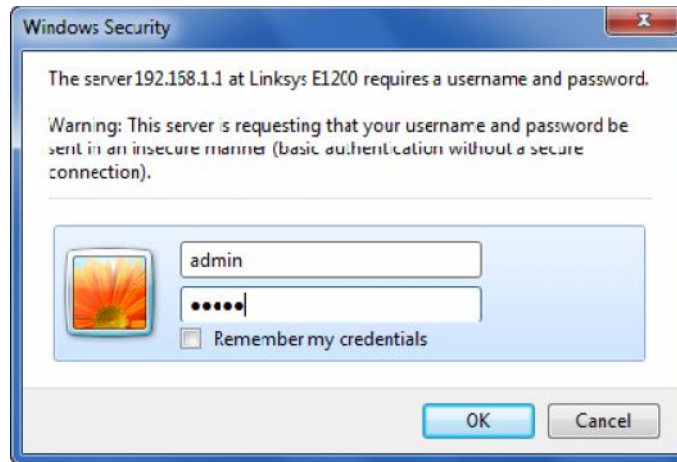 Windows Security
The server 192.158.1.1 at Linksys E1200 requires a username and password.
Warning: This server is requesting that your username and password be
sent in an insecure manner (basic authentication without a secure
connection).
admin
●●●●●
Remember my credentials
OK
Cancel